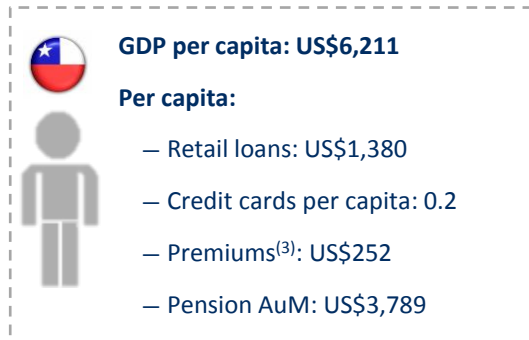 GDP per capita: US$6,211
Per capita:
— Retail loans: US$1,380
— Credit cards per capita: 0.2
— Premiums(3): US$252
— Pension AuM: US$3,789